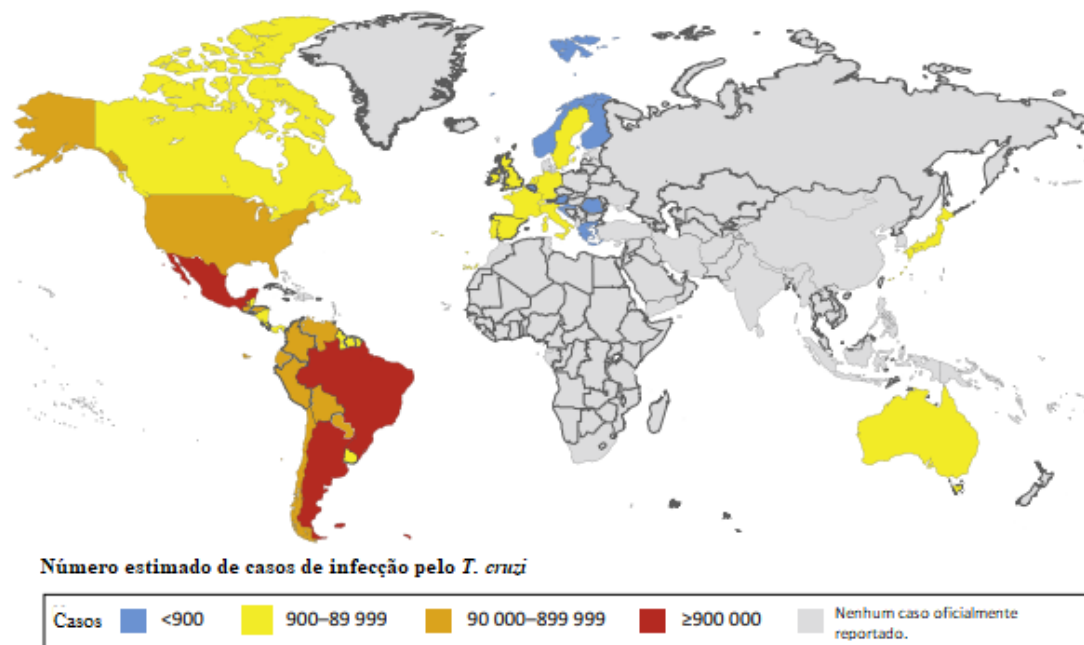 Número estimado de casos de infecção pelo T. cruzi
Casos <900 900–89 999 90 000–899 999 ≥900 000 Nenhum caso oficialmente
reportado.